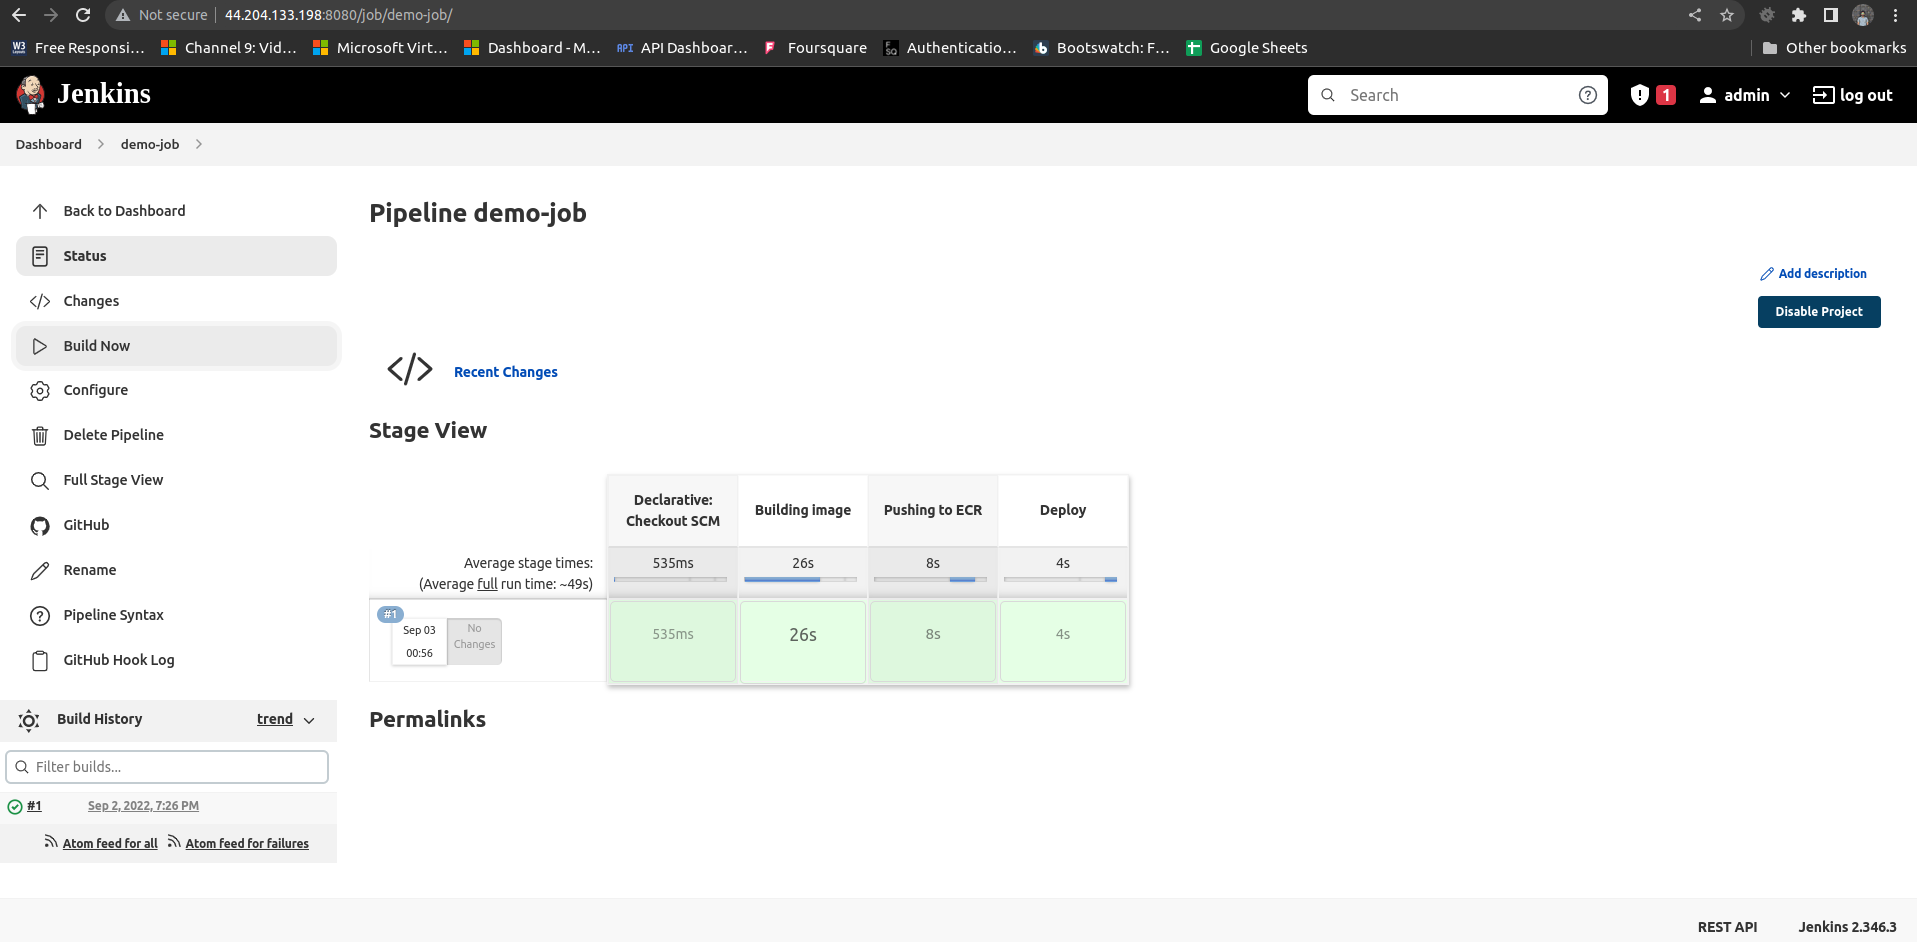 Not secure 44.204.133.198:8080/job/demo-job/
W3 Free Responsi... Channel 9: Vid... Microsoft Virt... Dashboard - M... API API Dashboar... Foursquare FSQ Authenticatio... Bootswatch: F... Google Sheets Other bookmarks
Jenkins Search 1 admin log out
Dashboard demo-job
Back to Dashboard
Status
Changes
Build Now
Configure
Delete Pipeline
Full Stage View
GitHub
Rename
Pipeline Syntax
GitHub Hook Log
Build History trend
Filter builds...
#1 Sep 2, 2022, 7:26 PM
Atom feed for all Atom feed for failures
Pipeline demo-job
Add description
Disable Project
Recent Changes
Stage View
Declarative: Checkout SCM Building image Pushing to ECR Deploy
Average stage times: 535ms 26s 8s 4s
(Average full run time: ~49s)
#1
Sep 03 No Changes
00:56
535ms 26s 8s 4s
Permalinks
REST API Jenkins 2.346.3